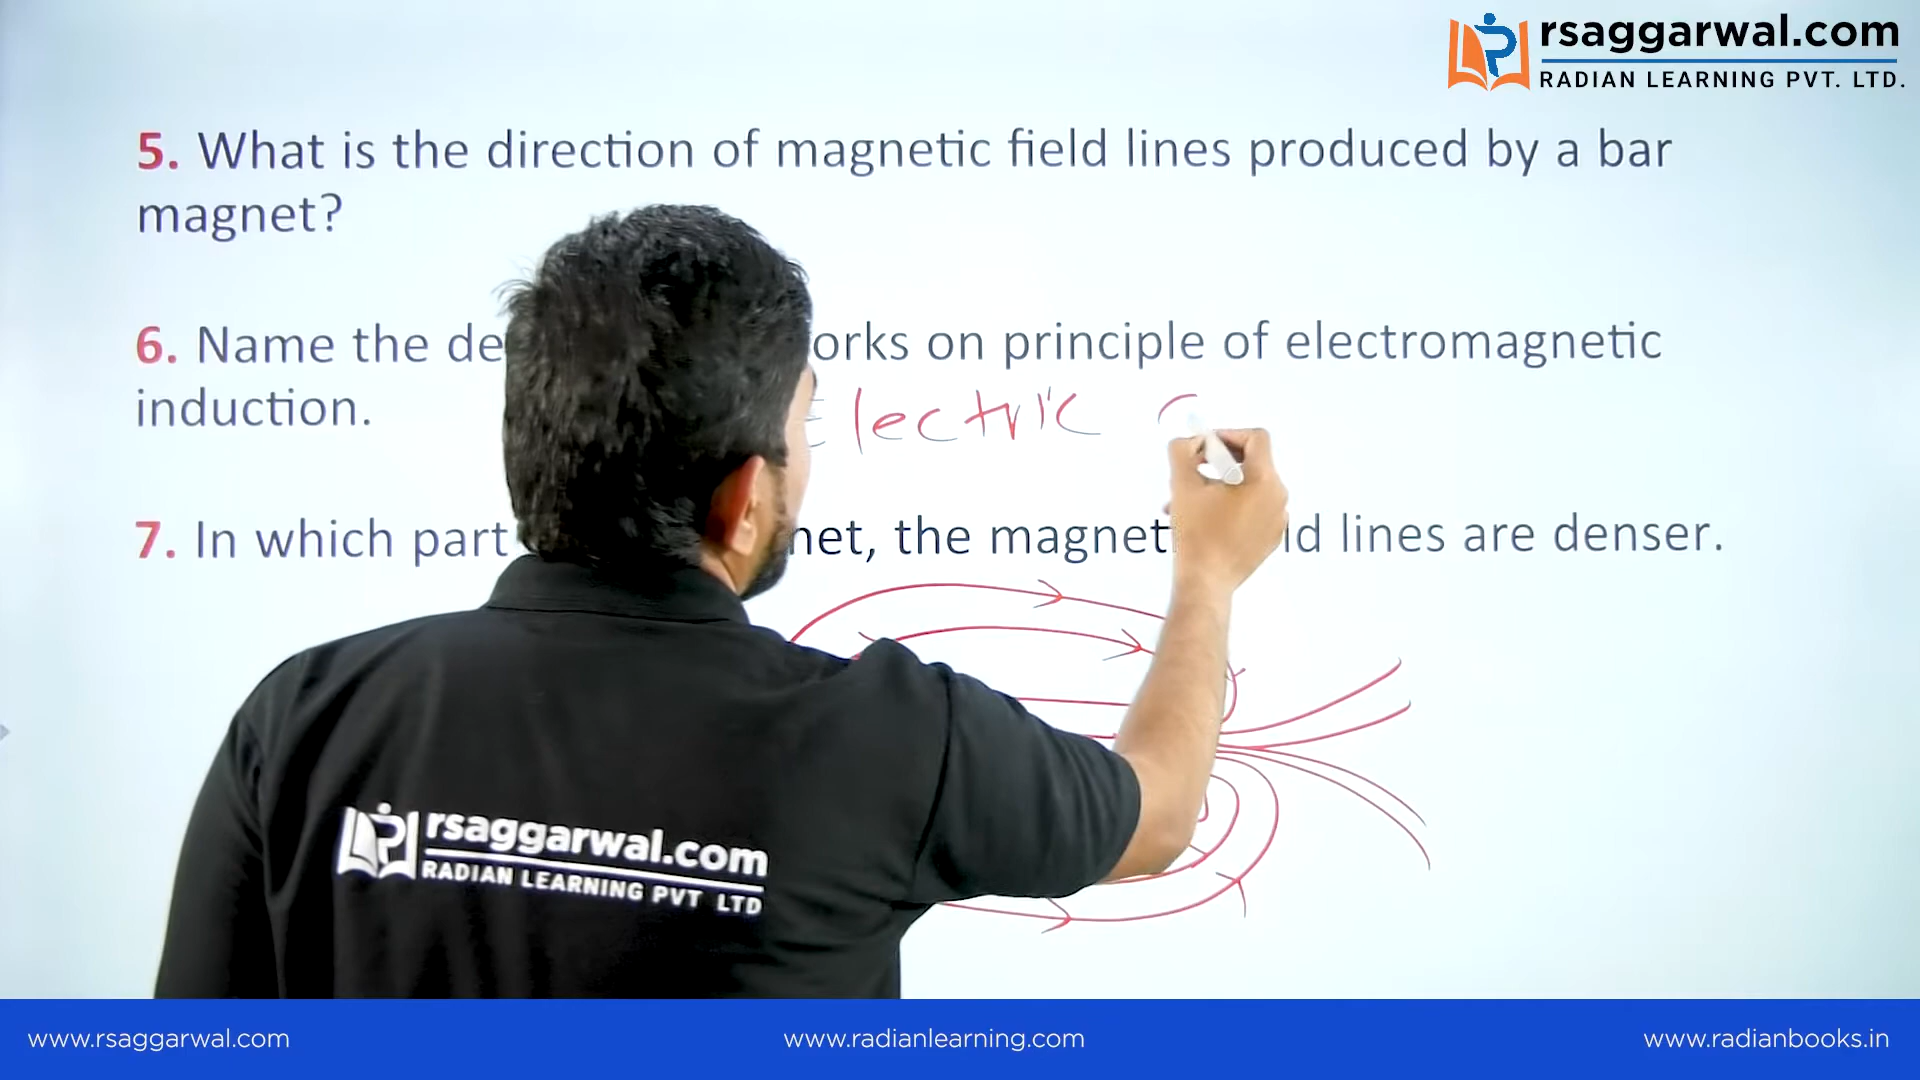 rsaggarwal.com
RADIAN LEARNING PVT. LTD.
5. What is the direction of magnetic field lines produced by a bar
magnet?
6. Name the de orks on principle of electromagnetic
induction.
Electric
7. In which part net, the magnet ld lines are denser.
rsaggarwal.com
RADIAN LEARNING PVT LTD
www.rsaggarwal.com www.radianlearning.com www.radianbooks.in